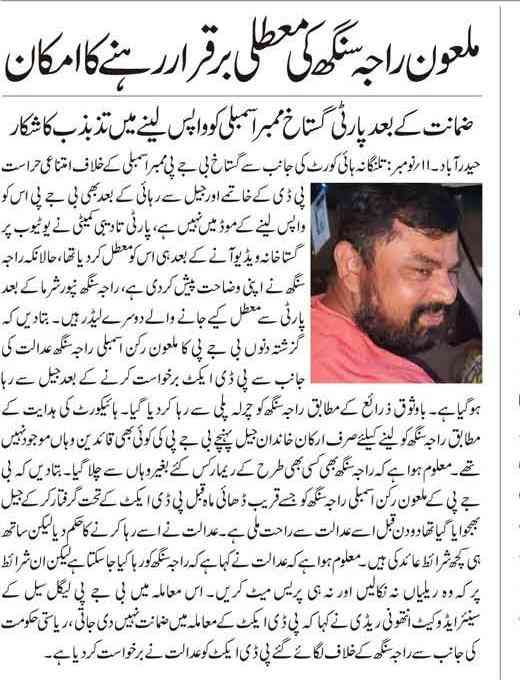 ملعون راجہ سنگھ کی معطلی برقرار رہنے کا امکان
ضمانت کے بعد پارٹی گستاخ ممبر اسمبلی کو واپس لینے میں تذبذب کا شکار
حیدرآباد۔۱۱/نومبر: تلنگانہ ہائی کورٹ کی جانب سے گستاخ بی جے پی ممبر اسمبلی کے خلاف امتناعی حراست
پی ڈی کے خاتمے اور جیل سے رہائی کے بعد بھی بی جے پی اس کو
واپس لینے کے موڈ میں نہیں ہے، پارٹی تادیبی کمیٹی نے یوٹیوب پر
گستاخانہ ویڈیو آنے کے بعد ہی اس کو معطل کر دیا تھا، حالانکہ راجہ
سنگھ نے اپنی وضاحت پیش کر دی ہے، راجہ سنگھ نپور شرما کے بعد
پارٹی سے معطل کیے جانے والے دوسرے لیڈر ہیں۔ بتادیں کہ
گزشتہ دنوں بی جے پی کا ملعون رکن اسمبلی راجہ سنگھ عدالت کی
جانب سے پی ڈی ایکٹ برخواست کرنے کے بعد جیل سے رہا
ہو گیا ہے۔ باوثوق ذرائع کے مطابق راجہ سنگھ کو چرلہ پلی سے رہا کر دیا گیا۔ ہائیکورٹ کی ہدایت کے
مطابق راجہ سنگھ کو لینے کیلئے صرف ارکان خاندان جیل پہنچے بی جے پی کی کوئی بھی قائدین وہاں موجود نہیں
تھے۔ معلوم ہوا ہے کہ راجہ سنگھ بھی کسی بھی طرح کے ریمارکس کئے بغیر وہاں سے چلا گیا۔ بتادیں کہ بی
جے پی کے ملعون رکن اسمبلی راجہ سنگھ کو جسے قریب ڈھائی ماہ قبل پی ڈی ایکٹ کے تحت گرفتار کر کے جیل
بھجوایا گیا تھا دو دن قبل اسے عدالت سے راحت ملی ہے۔ عدالت نے اسے رہا کرنے کا حکم دیا لیکن ساتھ
ہی کچھ شرائط عائد کی ہیں۔ معلوم ہوا ہے کہ عدالت نے کہا ہے کہ راجہ سنگھ کو رہا کیا جا سکتا ہے لیکن ان شرائط
پر کہ وہ ریلیاں نہ نکالیں اور نہ ہی پریس میٹ کریں۔ اس معاملہ میں بی جے پی لیگل سیل کے
سینئر ایڈوکیٹ انتھونی ریڈی نے کہا کہ پی ڈی ایکٹ کے معاملہ میں ضمانت نہیں دی جاتی، ریاستی حکومت
کی جانب سے راجہ سنگھ کے خلاف لگائے گئے پی ڈی ایکٹ کو عدالت نے برخواست کر دیا ہے۔